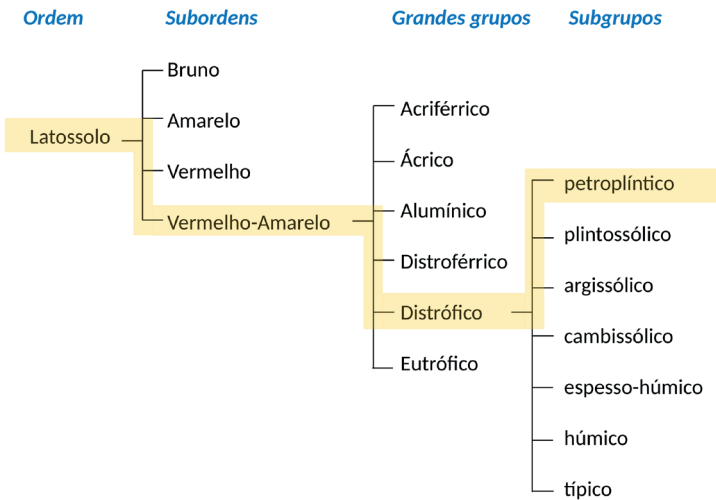 Ordem Subordens Grandes grupos Subgrupos
Latossolo
Bruno
Amarelo
Vermelho
Vermelho-Amarelo
Acriférrico
Ácrico
Alumínico
Distroférrico
Distrófico
Eutrófico
petroplíntico
plintossólico
argissólico
cambissólico
espesso-húmico
húmico
típico